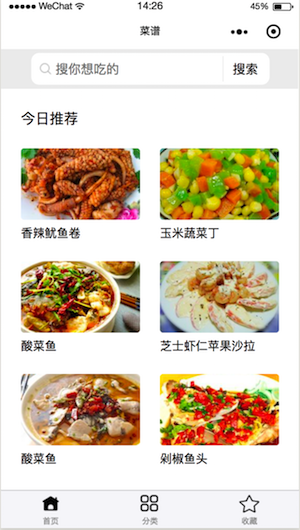 WeChat
14:26
45%
菜谱
搜你想吃的
搜索
今日推荐
香辣鱿鱼卷
玉米蔬菜丁
酸菜鱼
芝士虾仁苹果沙拉
酸菜鱼
剁椒鱼头
首页
分类
收藏